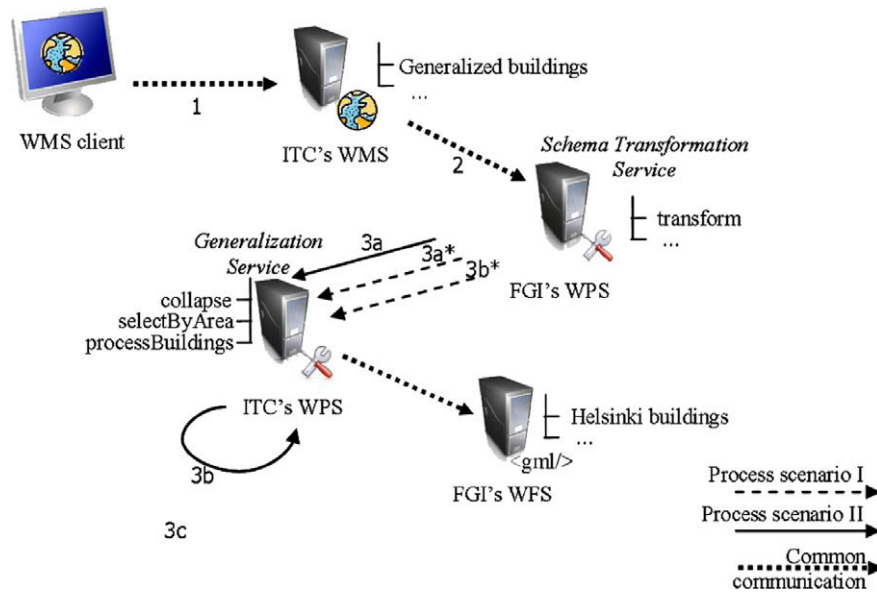 Generalized buildings
...
1
WMS client
ITC's WMS
2
Schema Transformation
Service
transform
...
FGI's WPS
Generalization
Service
3a
3a*
3b*
collapse
selectByArea
processBuildings
ITC's WPS
Helsinki buildings
...
<gml/>
FGI's WFS
3b
3c
Process scenario I
Process scenario II
Common
communication